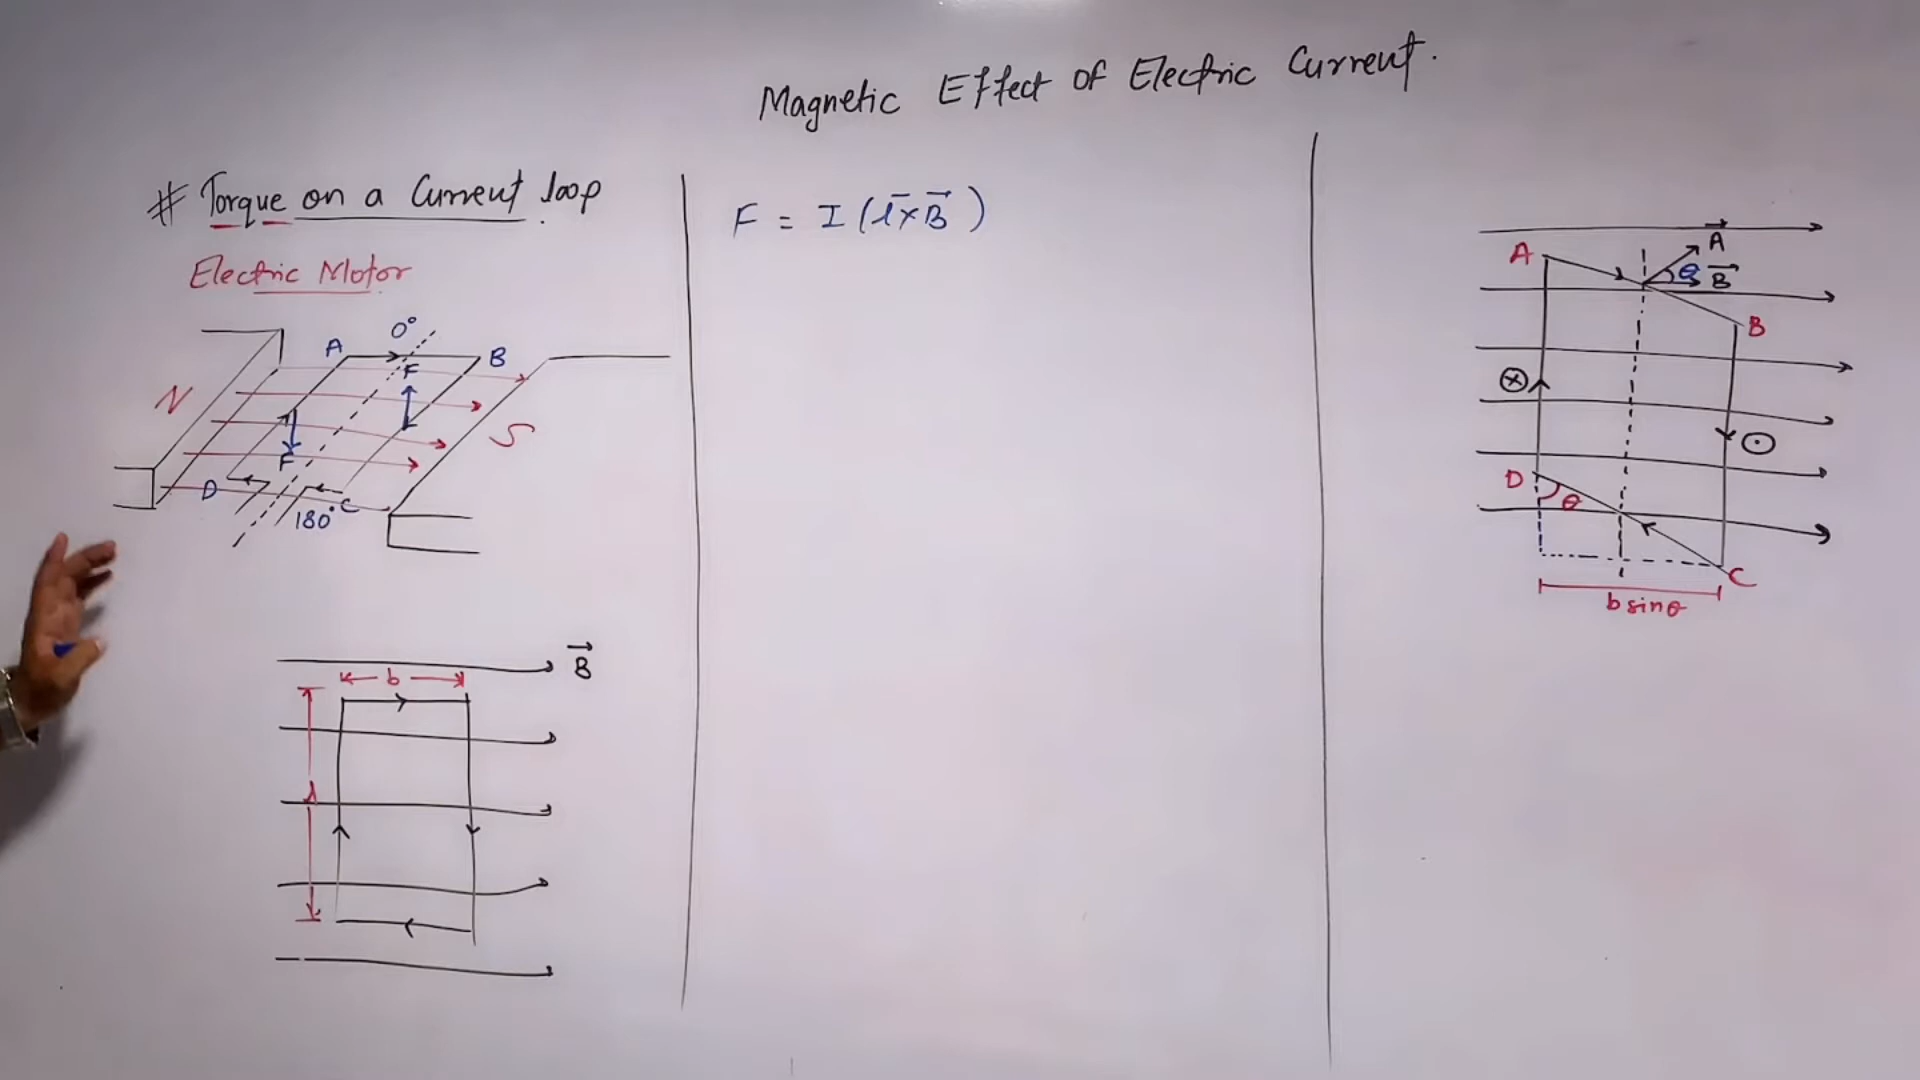 Magnetic Effect of Electric Current.
# Torque on a Current loop
Electric Motor
0°
A
B
F
N
S
F
D
180°
C
B⃗
b
l
F = I (l̄ × B⃗ )
A⃗
A
θ
B⃗
B
⊗
⊙
D
θ
C
b sinθ